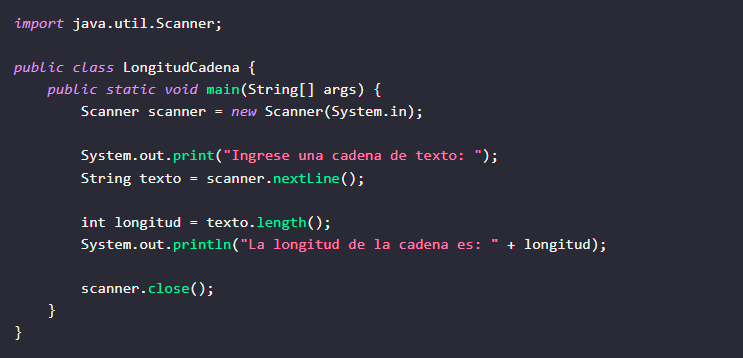 import java.util.Scanner;
public class LongitudCadena {
    public static void main(String[] args) {
        Scanner scanner = new Scanner(System.in);
        System.out.print("Ingrese una cadena de texto: ");
        String texto = scanner.nextLine();
        int longitud = texto.length();
        System.out.println("La longitud de la cadena es: " + longitud);
        scanner.close();
    }
}